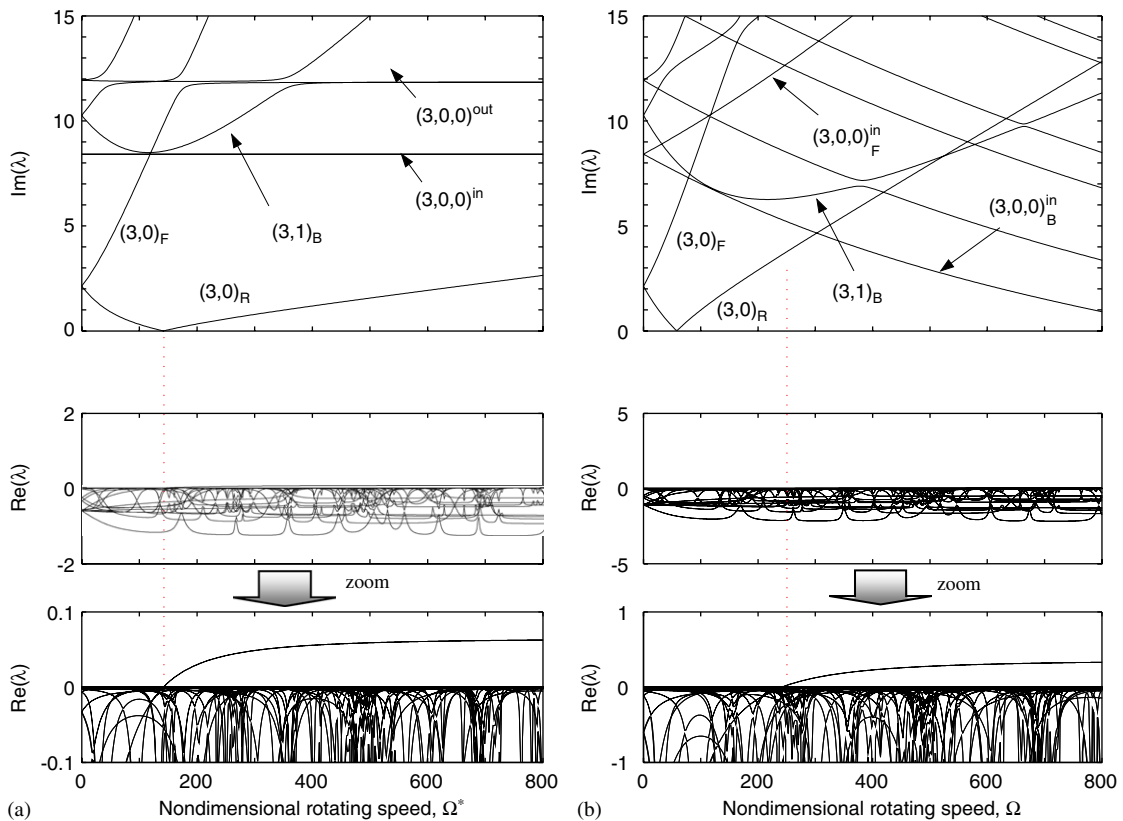 15
10
5
0
Im(λ)
(3,0,0)out
(3,0,0)in
(3,0)F
(3,1)B
(3,0)R
15
10
5
0
Im(λ)
(3,0,0)inF
(3,0,0)inB
(3,0)F
(3,1)B
(3,0)R
2
0
-2
Re(λ)
5
0
-5
Re(λ)
zoom
zoom
0.1
0
-0.1
Re(λ)
0 200 400 600 800
(a) Nondimensional rotating speed, Ω*
1
0
-1
Re(λ)
0 200 400 600 800
(b) Nondimensional rotating speed, Ω